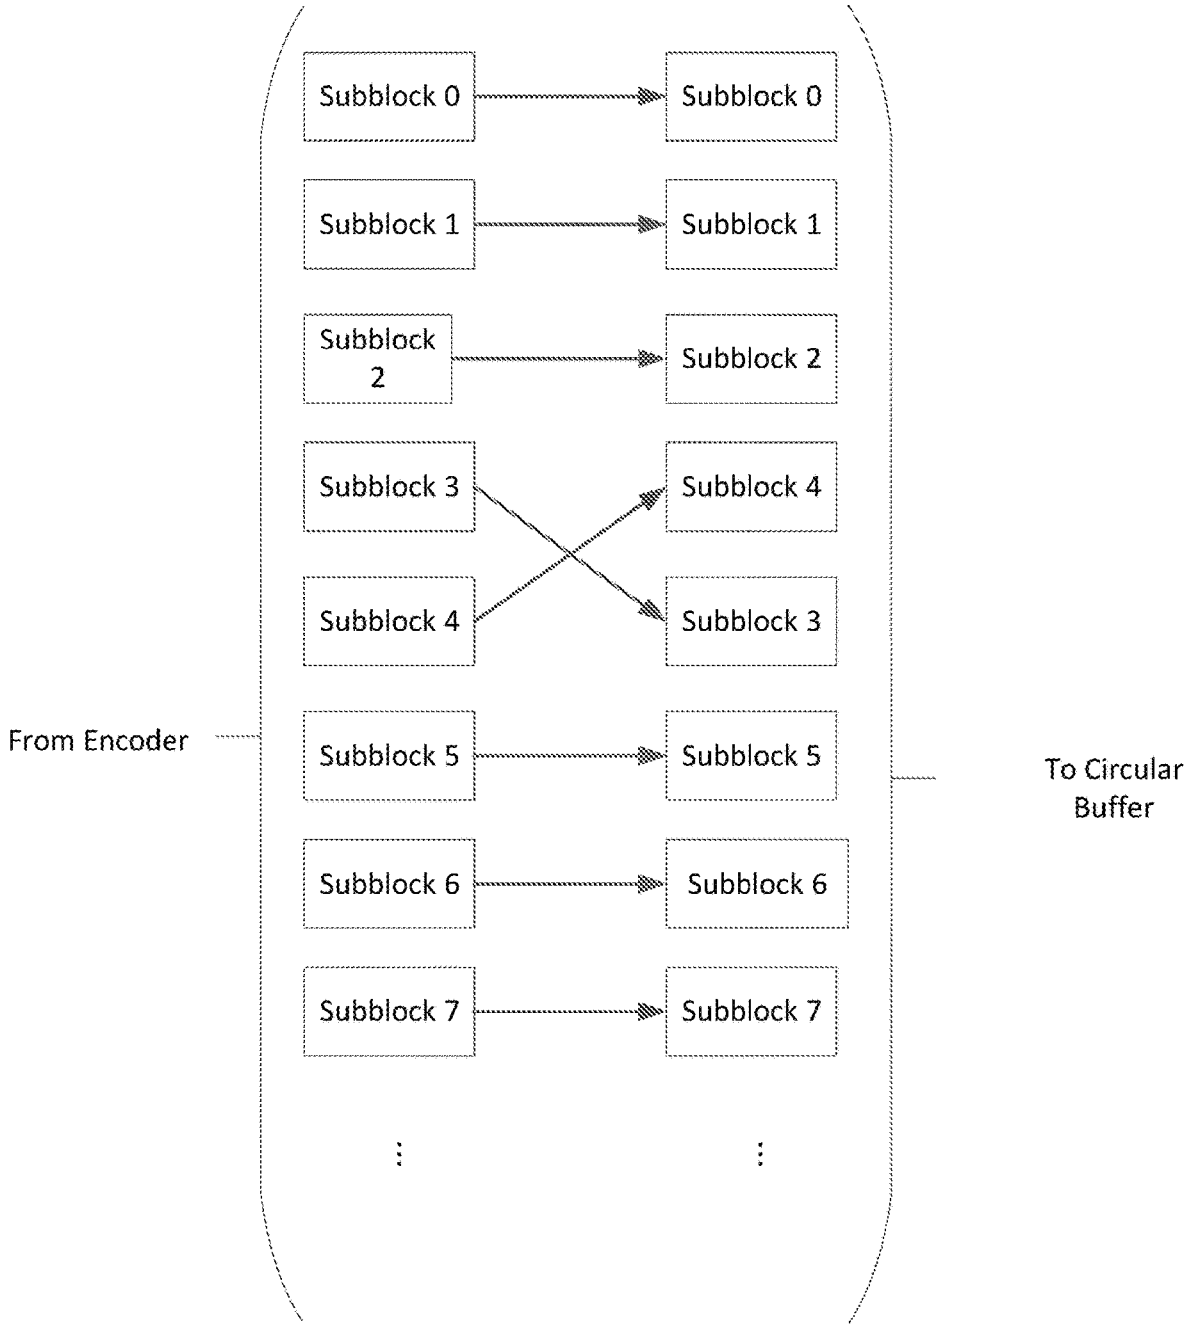 Subblock 0
Subblock 0
Subblock 1
Subblock 1
Subblock
2
Subblock 2
Subblock 3
Subblock 4
Subblock 4
Subblock 3
From Encoder
Subblock 5
Subblock 5
To Circular
Buffer
Subblock 6
Subblock 6
Subblock 7
Subblock 7
⋮
⋮